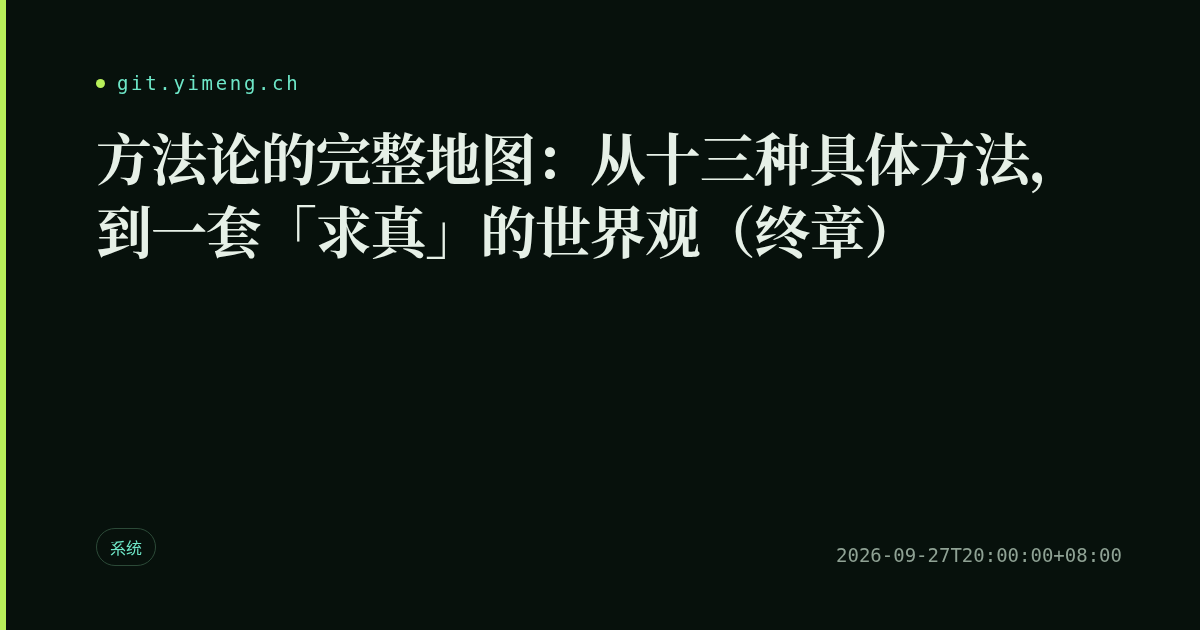 git.yimeng.ch
方法论的完整地图：从十三种具体方法，
到一套「求真」的世界观（终章）
系统
2026-09-27T20:00:00+08:00